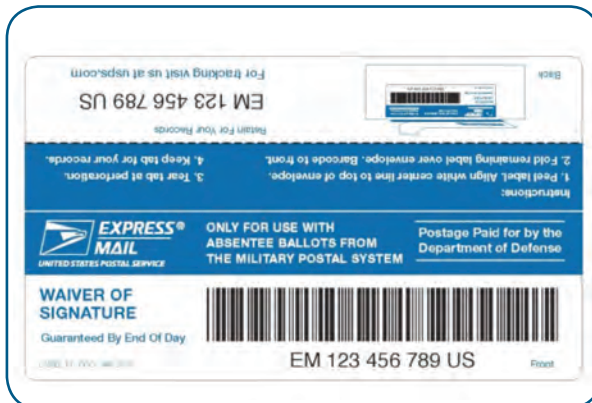 Instructions:
1. Peel label. Align white center line to top of envelope.
2. Fold remaining label over envelope. Barcode to front.
3. Tear tab at perforation.
4. Keep tab for your records.
Retain For Your Records
EM 123 456 789 US
For tracking visit us at usps.com
Back
EXPRESS®
MAIL
UNITED STATES POSTAL SERVICE
ONLY FOR USE WITH
ABSENTEE BALLOTS FROM
THE MILITARY POSTAL SYSTEM
Postage Paid for by the
Department of Defense
WAIVER OF
SIGNATURE
Guaranteed By End Of Day
EM 123 456 789 US
Front